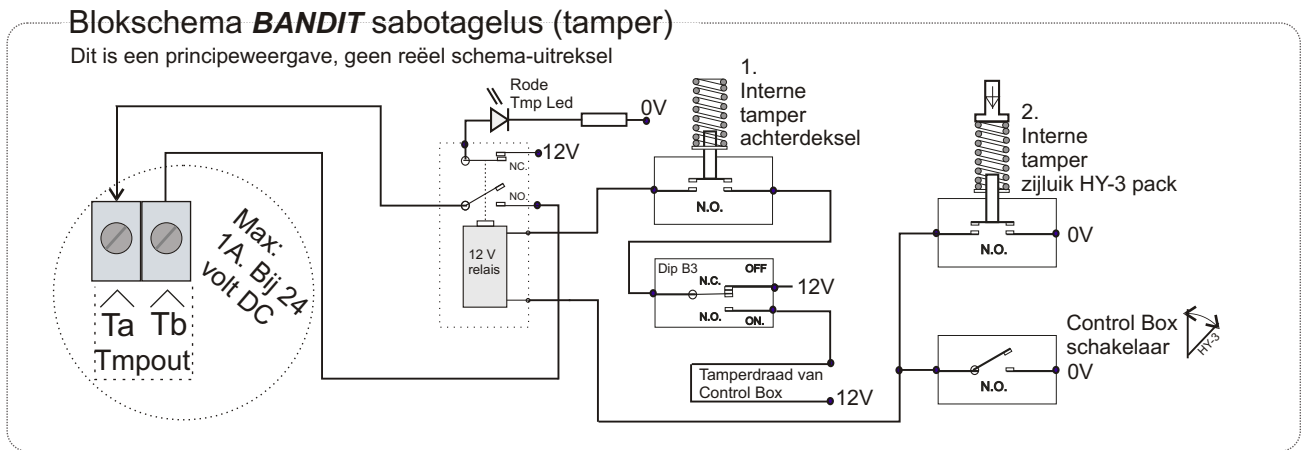 Blokschema BANDIT sabotagelus (tamper)
Dit is een principeweergave, geen reëel schema-uitreksel
Rode
Tmp Led
0V
12V
NC.
NO.
12 V
relais
Max:
1A. Bij 24
volt DC
Ta Tb
Tmpout
1.
Interne
tamper
achterdeksel
N.O.
Dip B3
OFF
N.C.
12V
N.O.
ON.
Tamperdraad van
Control Box
12V
2.
Interne
tamper
zijluik HY-3 pack
0V
N.O.
Control Box
schakelaar
HY-3
0V
N.O.